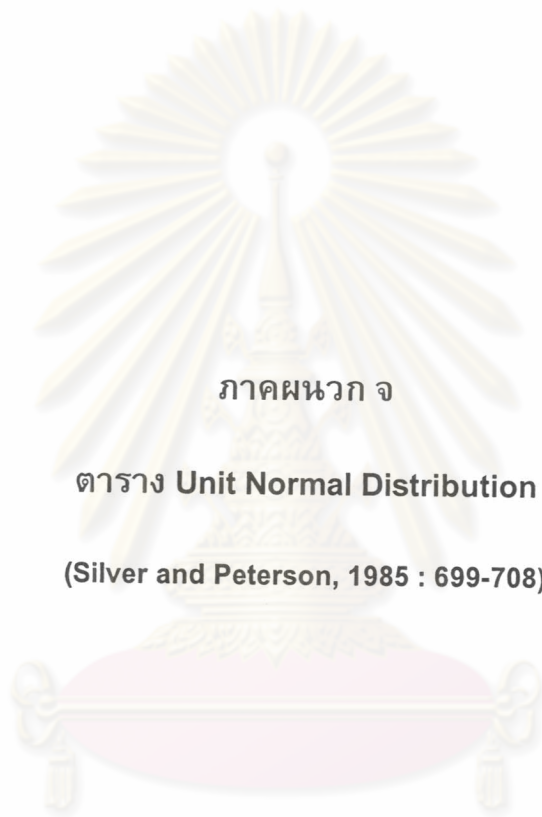 ภาคผนวก จ
ตาราง Unit Normal Distribution
(Silver and Peterson, 1985 : 699-708)